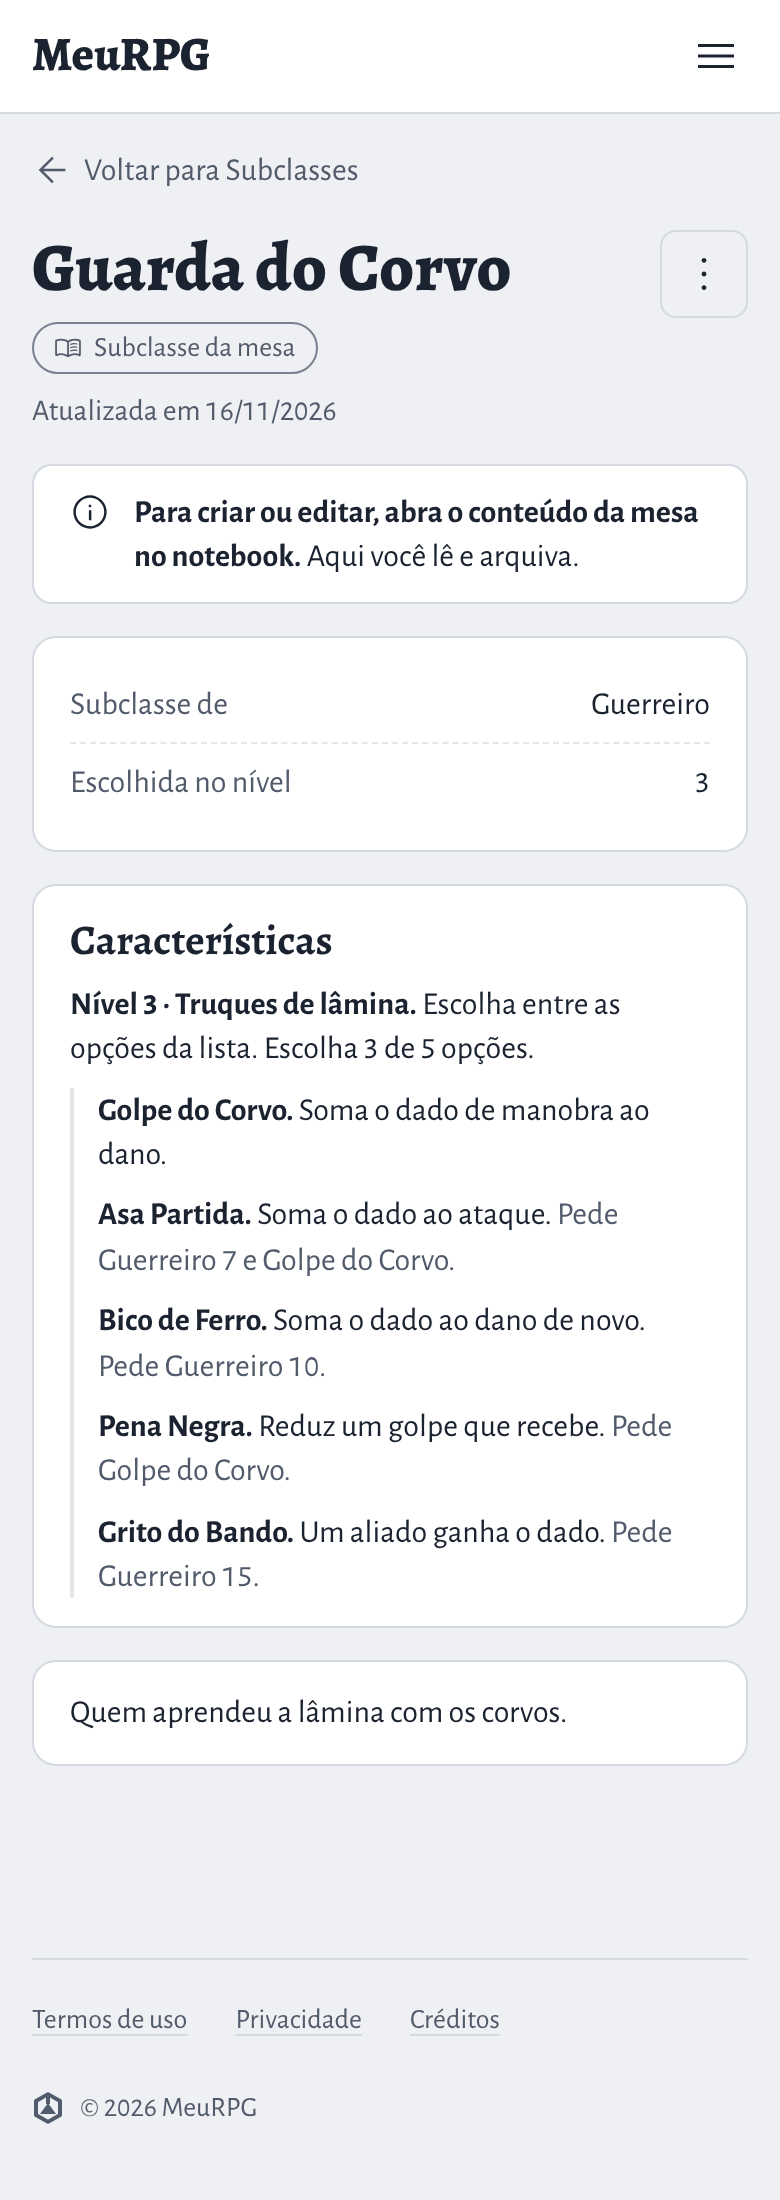 MeuRPG
Voltar para Subclasses
Guarda do Corvo
Subclasse da mesa
Atualizada em 16/11/2026
Para criar ou editar, abra o conteúdo da mesa
no notebook. Aqui você lê e arquiva.
Subclasse de Guerreiro
Escolhida no nível 3
Características
Nível 3 · Truques de lâmina. Escolha entre as
opções da lista. Escolha 3 de 5 opções.
Golpe do Corvo. Soma o dado de manobra ao
dano.
Asa Partida. Soma o dado ao ataque. Pede
Guerreiro 7 e Golpe do Corvo.
Bico de Ferro. Soma o dado ao dano de novo.
Pede Guerreiro 10.
Pena Negra. Reduz um golpe que recebe. Pede
Golpe do Corvo.
Grito do Bando. Um aliado ganha o dado. Pede
Guerreiro 15.
Quem aprendeu a lâmina com os corvos.
Termos de uso Privacidade Créditos
© 2026 MeuRPG